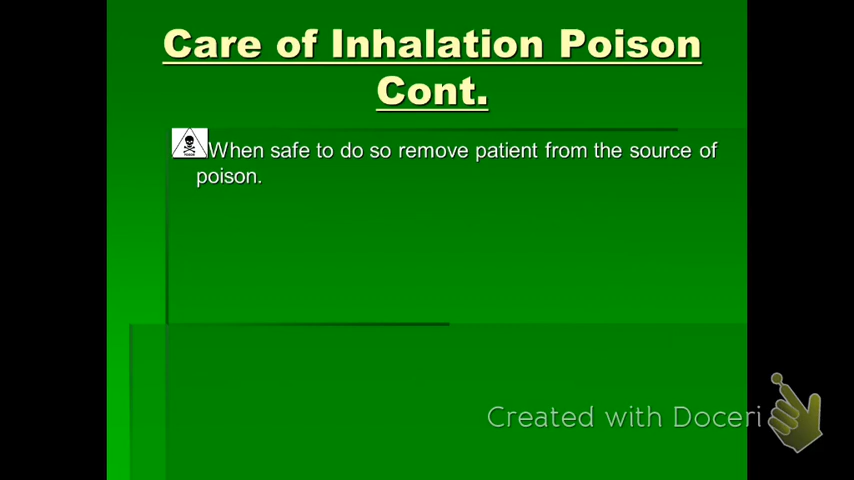 Care of Inhalation Poison
Cont.
When safe to do so remove patient from the source of
poison.
Created with Doceri